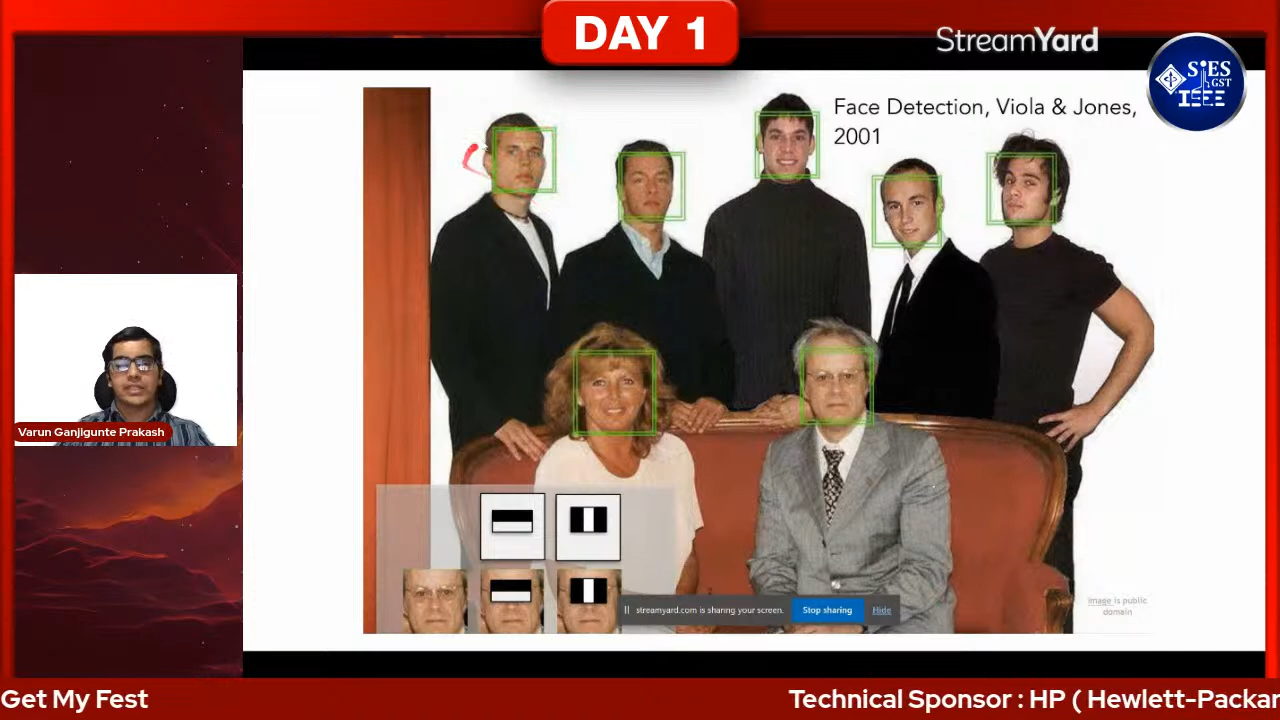 DAY 1
StreamYard
SiES
GST
IEEE
Face Detection, Viola & Jones,
2001
Varun Ganjigunte Prakash
streamyard.com is sharing your screen.
Stop sharing
Hide
image is public
domain
Get My Fest
Technical Sponsor : HP ( Hewlett-Packar